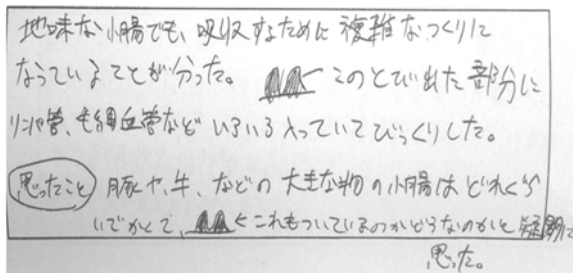 地味な小腸でも、吸収するために複雑なつくりに
なっていることが分った。 ← このとび出た部分に
リンパ管、毛細血管など いろいろ入っていてびっくりした。
思ったこと 豚や、牛、などの大きな物の小腸はどれくら
いでかくて、 ← これもついているのかどうなのかと疑問に
思った。